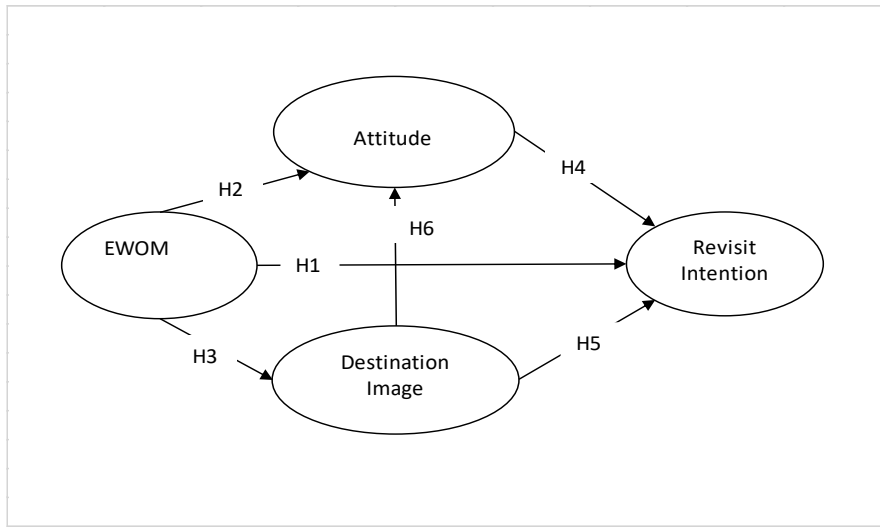 Attitude
H4
H2
H6
EWOM
H1
Revisit
Intention
H3
Destination
Image
H5